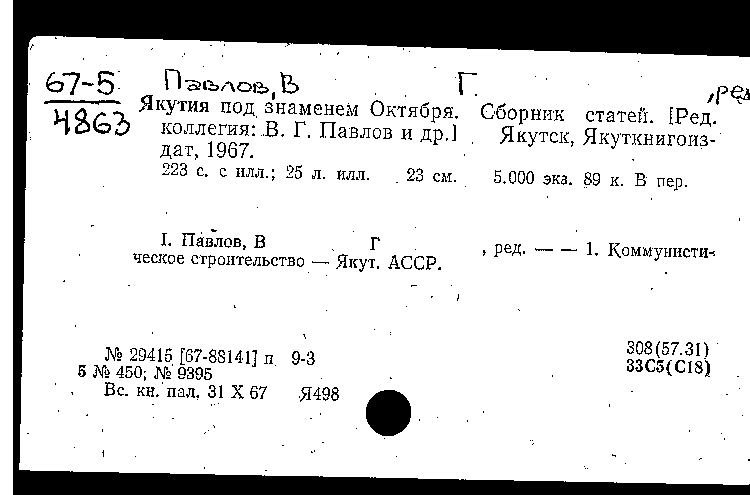 67-5 Павлов, В Г. , ред
4863
Якутия под знаменем Октября. Сборник статей. [Ред.
коллегия: В. Г. Павлов и др.] Якутск, Якуткнигоиз-
дат, 1967.
223 с. с илл.; 25 л. илл. 23 см. 5.000 экз. 89 к. В пер.
I. Павлов, В Г , ред. — — 1. Коммунисти-
ческое строительство — Якут. АССР.
№ 29415 [67-88141] п 9-3 308(57.31)
5 № 450; № 9395 33С5(С18)
Вс. кн. пал. 31 X 67 Я498